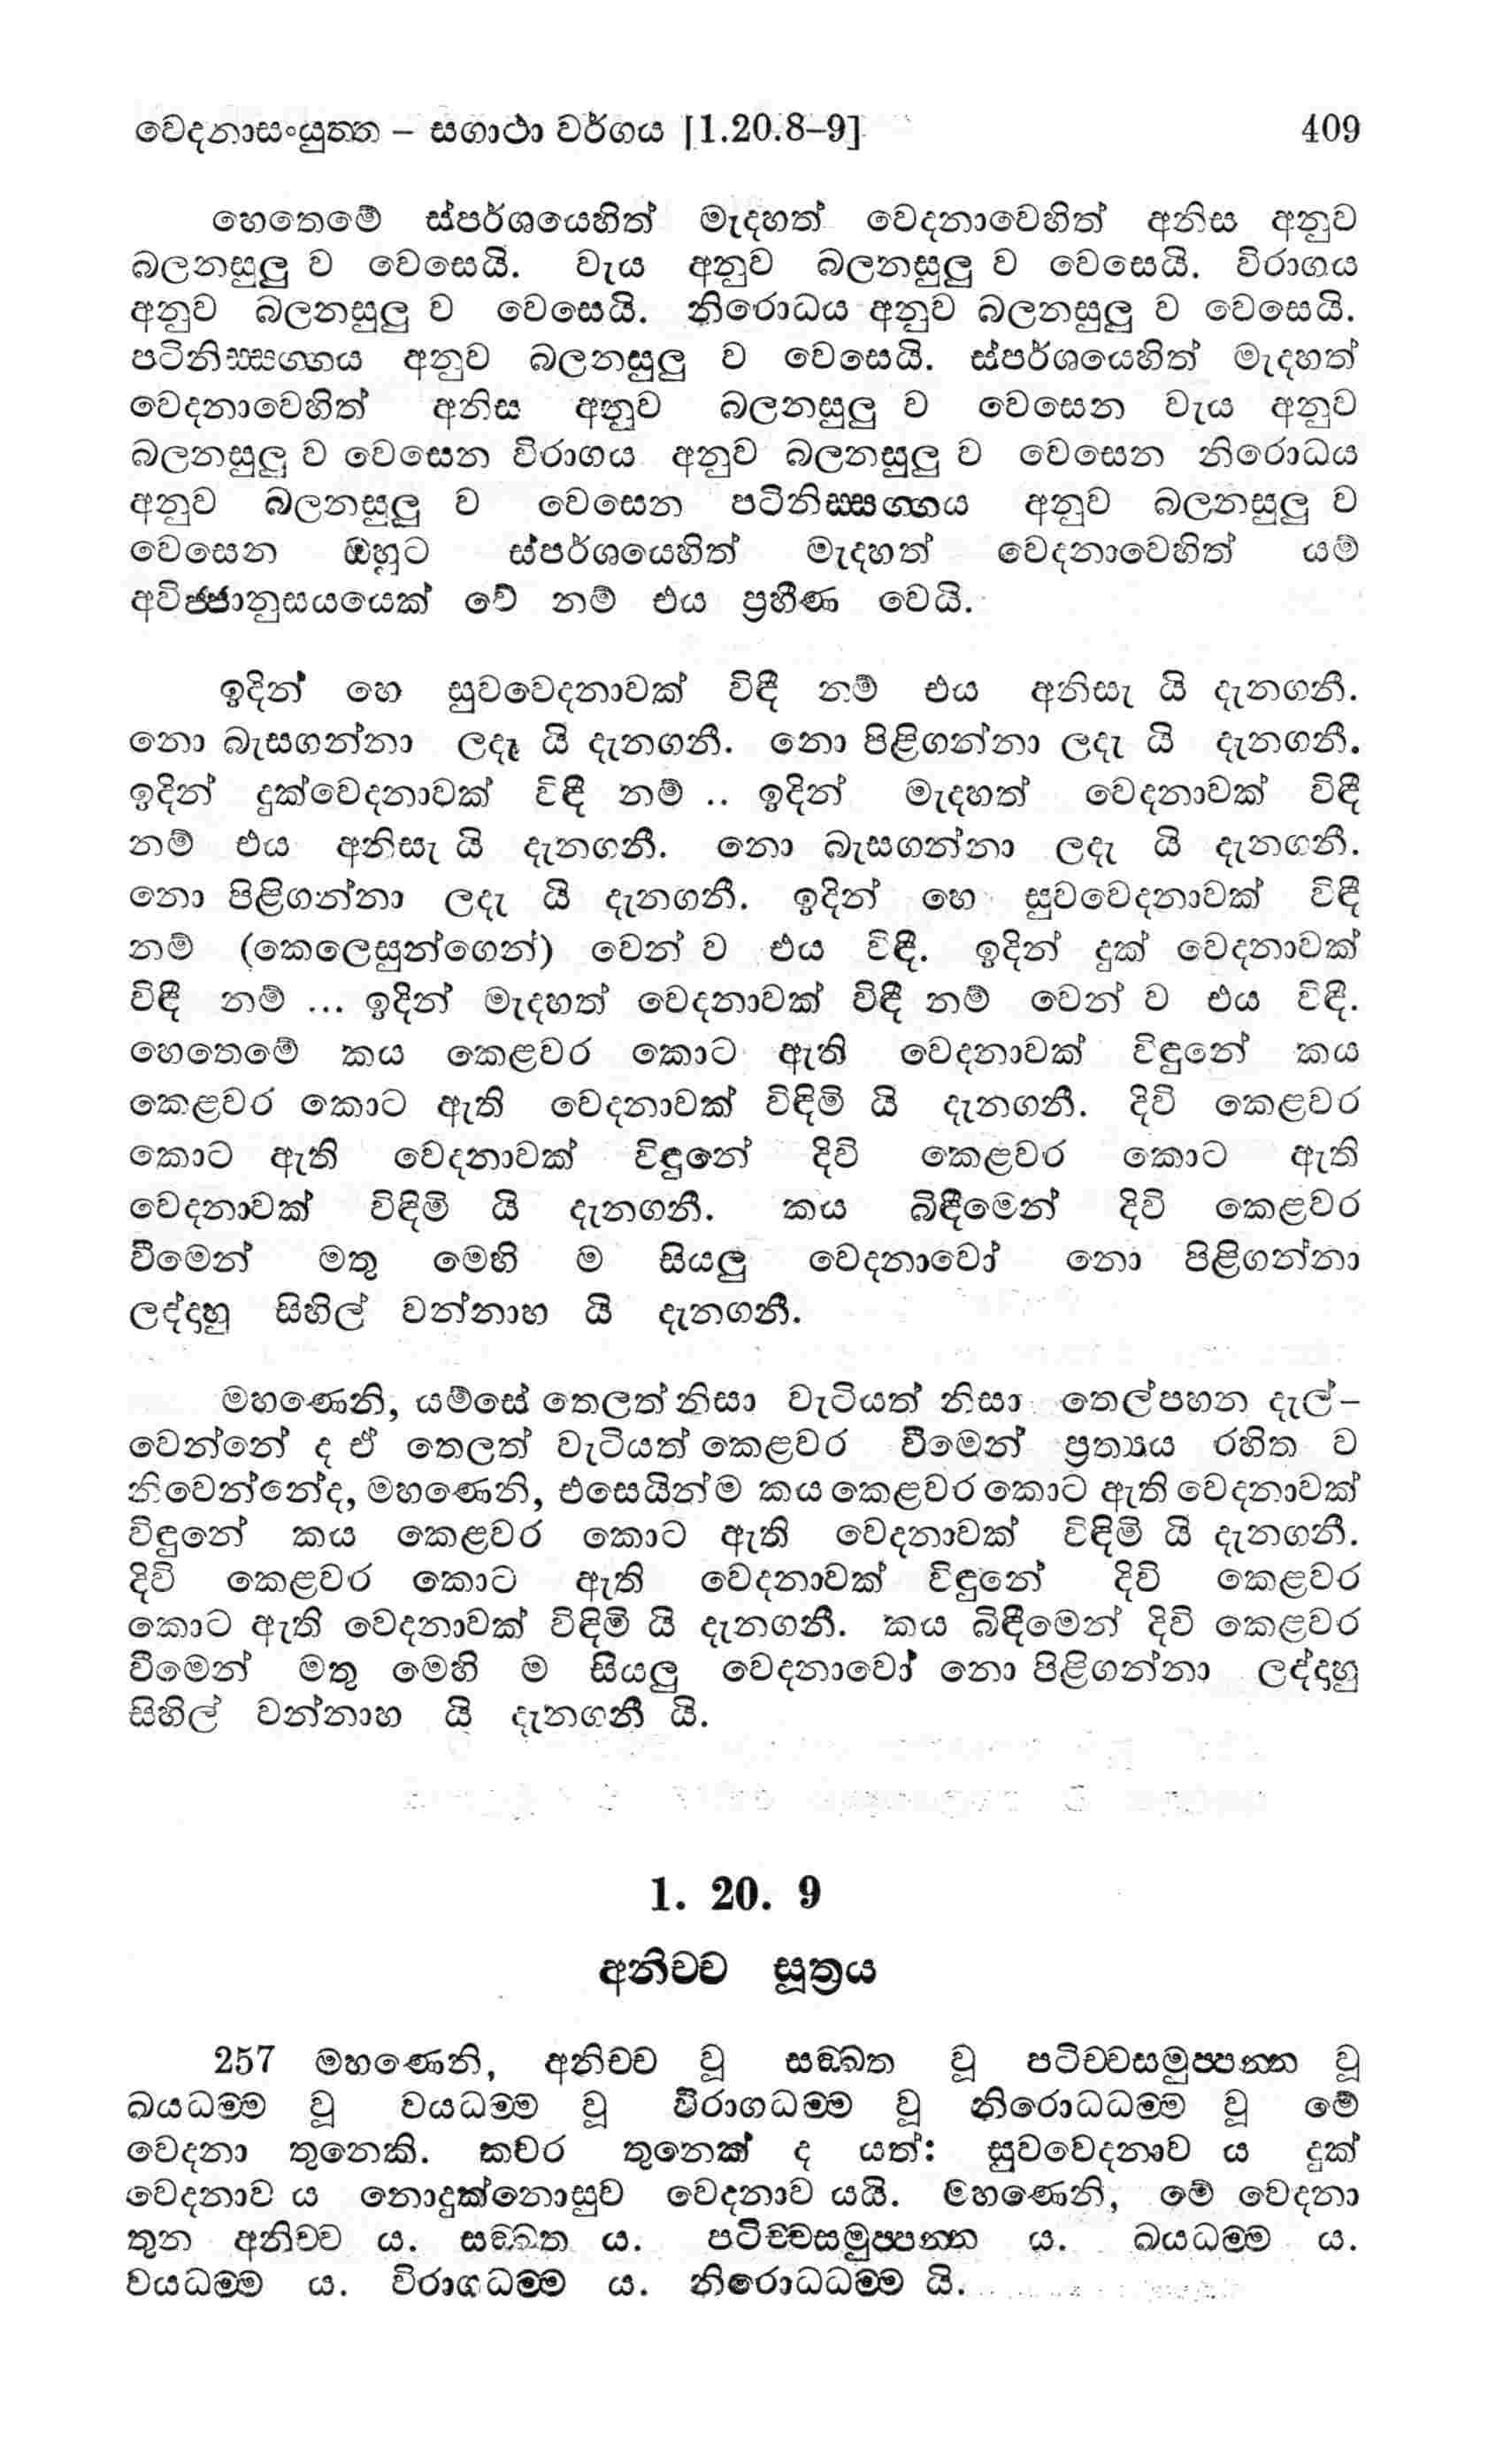 වෙදනාසංයුත්ත – සගාථා වර්ගය [1.20.8–9] 409
හෙතෙමේ ස්පර්ශයෙහිත් මැදහත් වෙදනාවෙහිත් අනිස අනුව
බලනසුලු ව වෙසෙයි. වැය අනුව බලනසුලු ව වෙසෙයි. විරාගය
අනුව බලනසුලු ව වෙසෙයි. නිරොධය අනුව බලනසුලු ව වෙසෙයි.
පටිනිස්සග්ගය අනුව බලනසුලු ව වෙසෙයි. ස්පර්ශයෙහිත් මැදහත්
වෙදනාවෙහිත් අනිස අනුව බලනසුලු ව වෙසෙන වැය අනුව
බලනසුලු ව වෙසෙන විරාගය අනුව බලනසුලු ව වෙසෙන නිරොධය
අනුව බලනසුලු ව වෙසෙන පටිනිස්සග්ගය අනුව බලනසුලු ව
වෙසෙන ඔහුට ස්පර්ශයෙහිත් මැදහත් වෙදනාවෙහිත් යම්
අවිජ්ජානුසයයෙක් වේ නම් එය ප්‍රහීණ වෙයි.
ඉදින් හෙ සුවවෙදනාවක් විඳී නම් එය අනිසැ යි දැනගනී.
නො බැසගන්නා ලදැ යි දැනගනී. නො පිළිගන්නා ලදැ යි දැනගනී.
ඉදින් දුක්වෙදනාවක් විඳී නම් .. ඉදින් මැදහත් වෙදනාවක් විඳී
නම් එය අනිසැ යි දැනගනී. නො බැසගන්නා ලදැ යි දැනගනී.
නො පිළිගන්නා ලදැ යි දැනගනී. ඉදින් හෙ සුවවෙදනාවක් විඳී
නම් (කෙලෙසුන්ගෙන්) වෙන් ව එය විඳී. ඉදින් දුක් වෙදනාවක්
විඳී නම් ... ඉදින් මැදහත් වෙදනාවක් විඳී නම් වෙන් ව එය විඳී.
හෙතෙමේ කය කෙළවර කොට ඇති වෙදනාවක් විඳුනේ කය
කෙළවර කොට ඇති වෙදනාවක් විඳිමි යි දැනගනී. දිවි කෙළවර
කොට ඇති වෙදනාවක් විඳුනේ දිවි කෙළවර කොට ඇති
වෙදනාවක් විඳිමි යි දැනගනී. කය බිඳීමෙන් දිවි කෙළවර
වීමෙන් මතු මෙහි ම සියලු වෙදනාවෝ නො පිළිගන්නා
ලද්දාහු සිහිල් වන්නාහ යි දැනගනී.
මහණෙනි, යම්සේ තෙලත් නිසා වැටියත් නිසා තෙල්පහන දැල්–
වෙන්නේ ද ඒ තෙලත් වැටියත් කෙළවර වීමෙන් ප්‍රත්‍යය රහිත ව
නිවෙන්නේද, මහණෙනි, එසෙයින්ම කය කෙළවර කොට ඇති වෙදනාවක්
විඳුනේ කය කෙළවර කොට ඇති වෙදනාවක් විඳිමි යි දැනගනී.
දිවි කෙළවර කොට ඇති වෙදනාවක් විඳුනේ දිවි කෙළවර
කොට ඇති වෙදනාවක් විඳිමි යි දැනගනී. කය බිඳීමෙන් දිවි කෙළවර
වීමෙන් මතු මෙහි ම සියලු වෙදනාවෝ නො පිළිගන්නා ලද්දාහු
සිහිල් වන්නාහ යි දැනගනී යි.
1. 20. 9
අනිච්ච සූත්‍රය
257 මහණෙනි, අනිච්ච වූ සඞ්ඛත වූ පටිච්චසමුප්පන්න වූ
ඛයධම්ම වූ වයධම්ම වූ විරාගධම්ම වූ නිරොධධම්ම වූ මේ
වෙදනා තුනෙකි. කවර තුනෙක් ද යත්: සුවවෙදනාව ය දුක්
වෙදනාව ය නොදුක්නොසුව වෙදනාව යයි. මහණෙනි, මේ වෙදනා
තුන අනිච්ච ය. සඞ්ඛත ය. පටිච්චසමුප්පන්න ය. ඛයධම්ම ය.
වයධම්ම ය. විරාගධම්ම ය. නිරොධධම්ම යි.